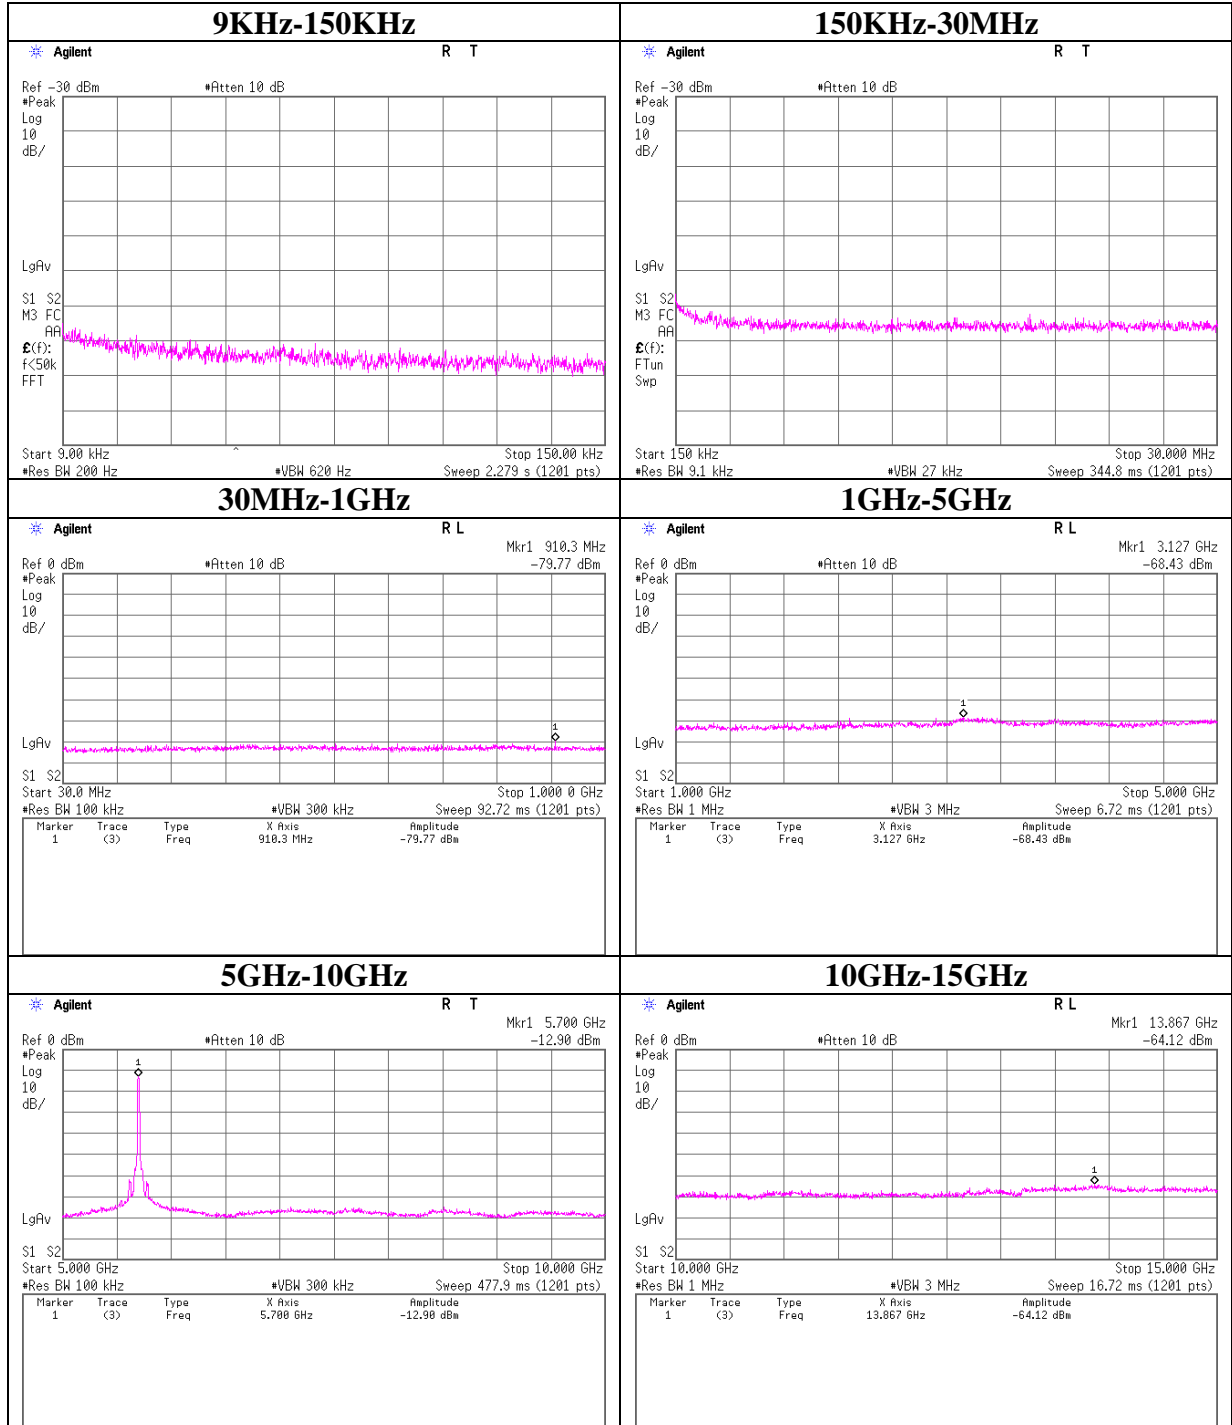 9KHz-150KHz
Agilent
R T
Ref -30 dBm
#Atten 10 dB
#Peak
Log
10
dB/
LgAv
S1 S2
M3 FC
AA
£(f):
f<50k
FFT
Start 9.00 kHz
^
Stop 150.00 kHz
#Res BW 200 Hz
#VBW 620 Hz
Sweep 2.279 s (1201 pts)
150KHz-30MHz
Agilent
R T
Ref -30 dBm
#Atten 10 dB
#Peak
Log
10
dB/
LgAv
S1 S2
M3 FC
AA
£(f):
FTun
Swp
Start 150 kHz
Stop 30.000 MHz
#Res BW 9.1 kHz
#VBW 27 kHz
Sweep 344.8 ms (1201 pts)
30MHz-1GHz
Agilent
R L
Mkr1 910.3 MHz
Ref 0 dBm
#Atten 10 dB
-79.77 dBm
#Peak
Log
10
dB/
1
LgAv
S1 S2
Start 30.0 MHz
Stop 1.000 0 GHz
#Res BW 100 kHz
#VBW 300 kHz
Sweep 92.72 ms (1201 pts)
Marker Trace Type X Axis Amplitude
1 (3) Freq 910.3 MHz -79.77 dBm
1GHz-5GHz
Agilent
R L
Mkr1 3.127 GHz
Ref 0 dBm
#Atten 10 dB
-68.43 dBm
#Peak
Log
10
dB/
1
LgAv
S1 S2
Start 1.000 GHz
Stop 5.000 GHz
#Res BW 1 MHz
#VBW 3 MHz
Sweep 6.72 ms (1201 pts)
Marker Trace Type X Axis Amplitude
1 (3) Freq 3.127 GHz -68.43 dBm
5GHz-10GHz
Agilent
R T
Mkr1 5.700 GHz
Ref 0 dBm
#Atten 10 dB
-12.90 dBm
#Peak
Log
10
dB/
1
LgAv
S1 S2
Start 5.000 GHz
Stop 10.000 GHz
#Res BW 100 kHz
#VBW 300 kHz
Sweep 477.9 ms (1201 pts)
Marker Trace Type X Axis Amplitude
1 (3) Freq 5.700 GHz -12.90 dBm
10GHz-15GHz
Agilent
R L
Mkr1 13.867 GHz
Ref 0 dBm
#Atten 10 dB
-64.12 dBm
#Peak
Log
10
dB/
1
LgAv
S1 S2
Start 10.000 GHz
Stop 15.000 GHz
#Res BW 1 MHz
#VBW 3 MHz
Sweep 16.72 ms (1201 pts)
Marker Trace Type X Axis Amplitude
1 (3) Freq 13.867 GHz -64.12 dBm